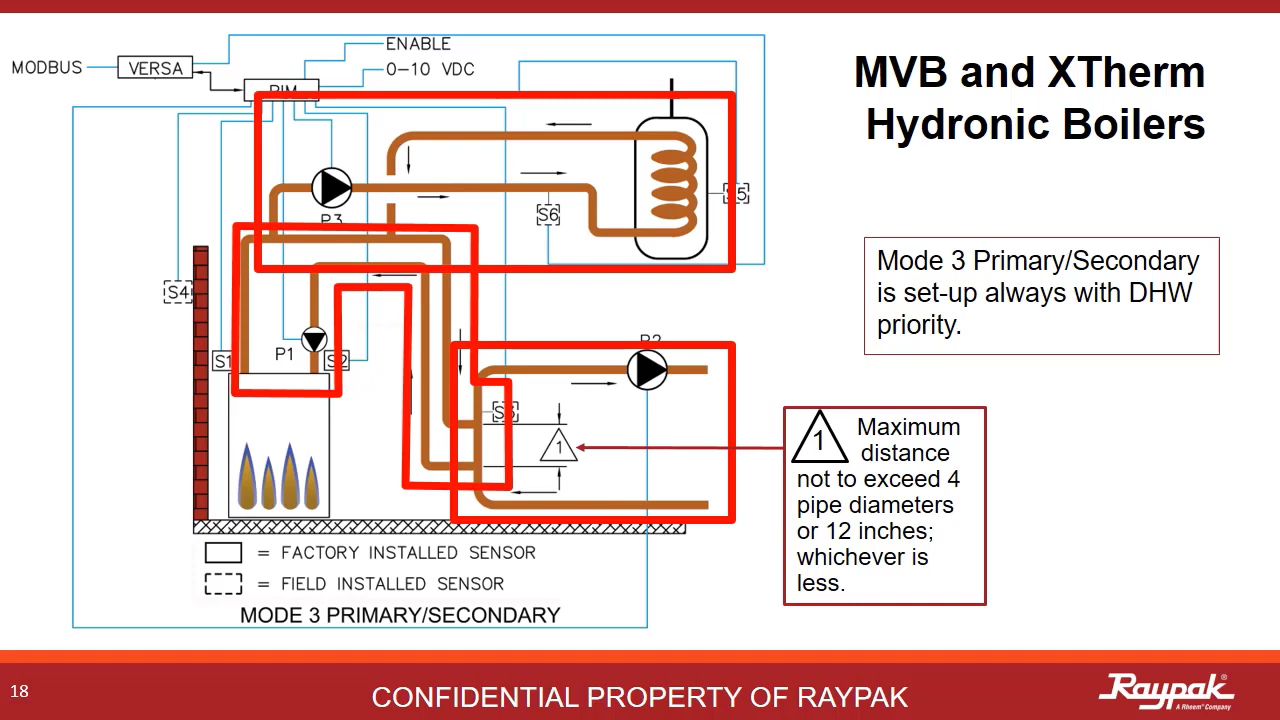 MVB and XTherm
Hydronic Boilers
MODBUS
VERSA
ENABLE
0-10 VDC
PIM
S5
S6
P3
S4
S1
P1
S2
P2
S3
1
Mode 3 Primary/Secondary
is set-up always with DHW
priority.
1
Maximum
distance
not to exceed 4
pipe diameters
or 12 inches;
whichever is
less.
= FACTORY INSTALLED SENSOR
= FIELD INSTALLED SENSOR
MODE 3 PRIMARY/SECONDARY
18
CONFIDENTIAL PROPERTY OF RAYPAK
Raypak®
A Rheem® Company